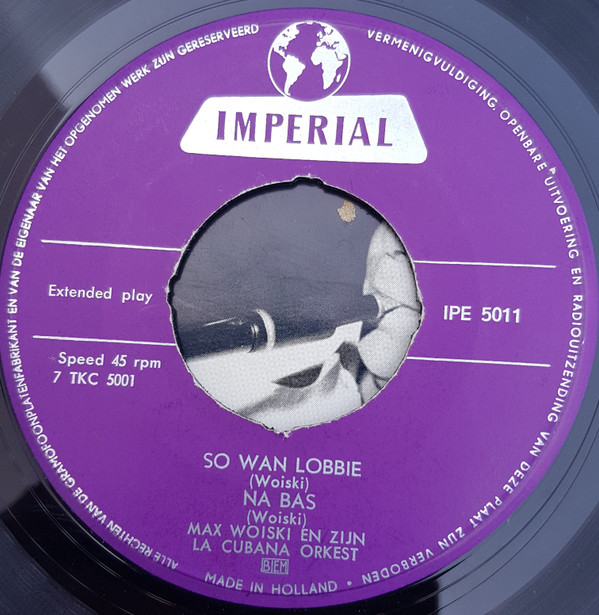 IMPERIAL
Extended play
IPE 5011
Speed 45 rpm
7 TKC 5001
SO WAN LOBBIE
(Woiski)
NA BAS
(Woiski)
MAX WOISKI EN ZIJN
LA CUBANA ORKEST
BIEM
MADE IN HOLLAND •
ALLE RECHTEN VAN DE GRAMOFOONPLATENFABRIKANT EN VAN DE EIGENAAR VAN HET OPGENOMEN WERK ZIJN GERESERVEERD
VERMENIGVULDIGING, OPENBARE UITVOERING EN RADIOUITZENDING VAN DEZE PLAAT ZIJN VERBODEN